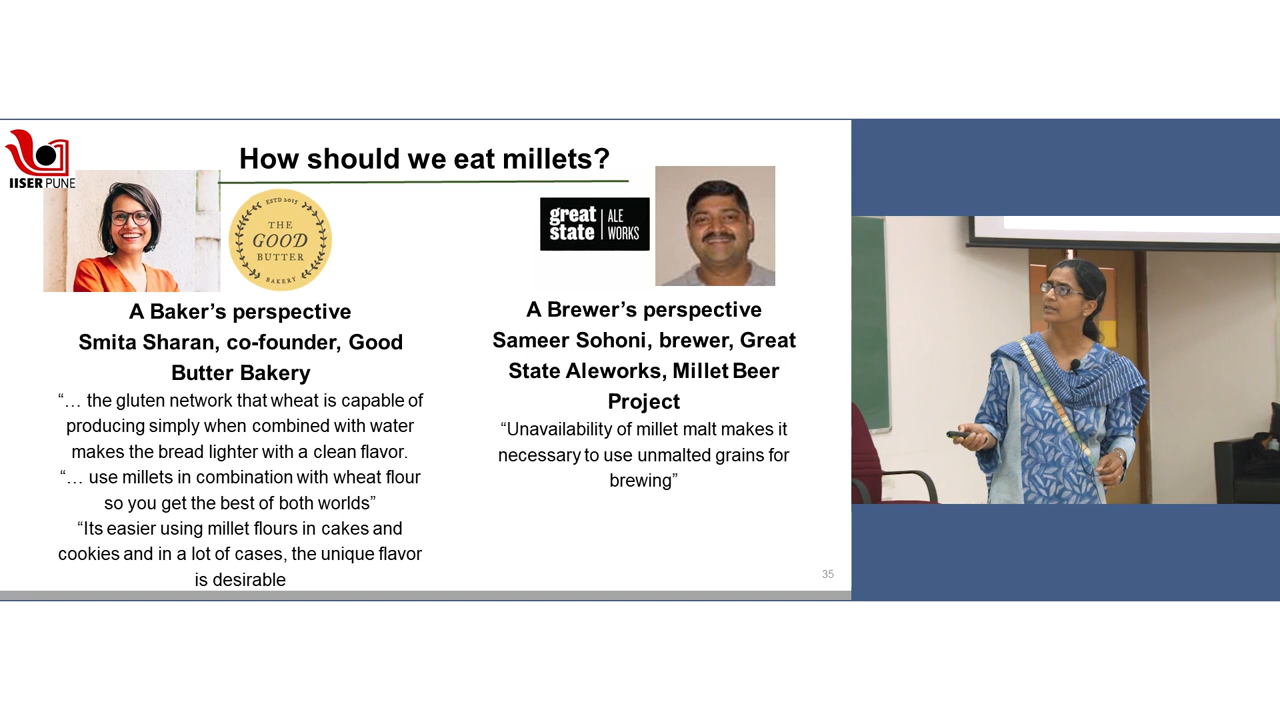 How should we eat millets?
IISER PUNE
ESTD 2015
THE
GOOD
BUTTER
BAKERY
great
state
ALE
WORKS
A Baker’s perspective
Smita Sharan, co-founder, Good
Butter Bakery
“… the gluten network that wheat is capable of
producing simply when combined with water
makes the bread lighter with a clean flavor.
“… use millets in combination with wheat flour
so you get the best of both worlds”
“Its easier using millet flours in cakes and
cookies and in a lot of cases, the unique flavor
is desirable
A Brewer’s perspective
Sameer Sohoni, brewer, Great
State Aleworks, Millet Beer
Project
“Unavailability of millet malt makes it
necessary to use unmalted grains for
brewing”
35